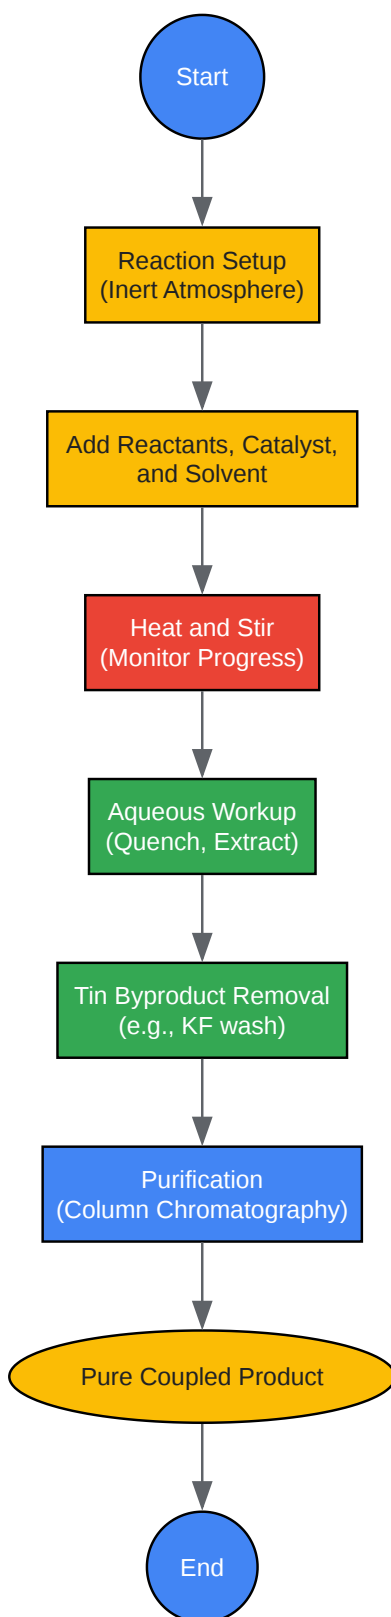 Start
Reaction Setup
(Inert Atmosphere)
Add Reactants, Catalyst,
and Solvent
Heat and Stir
(Monitor Progress)
Aqueous Workup
(Quench, Extract)
Tin Byproduct Removal
(e.g., KF wash)
Purification
(Column Chromatography)
Pure Coupled Product
End